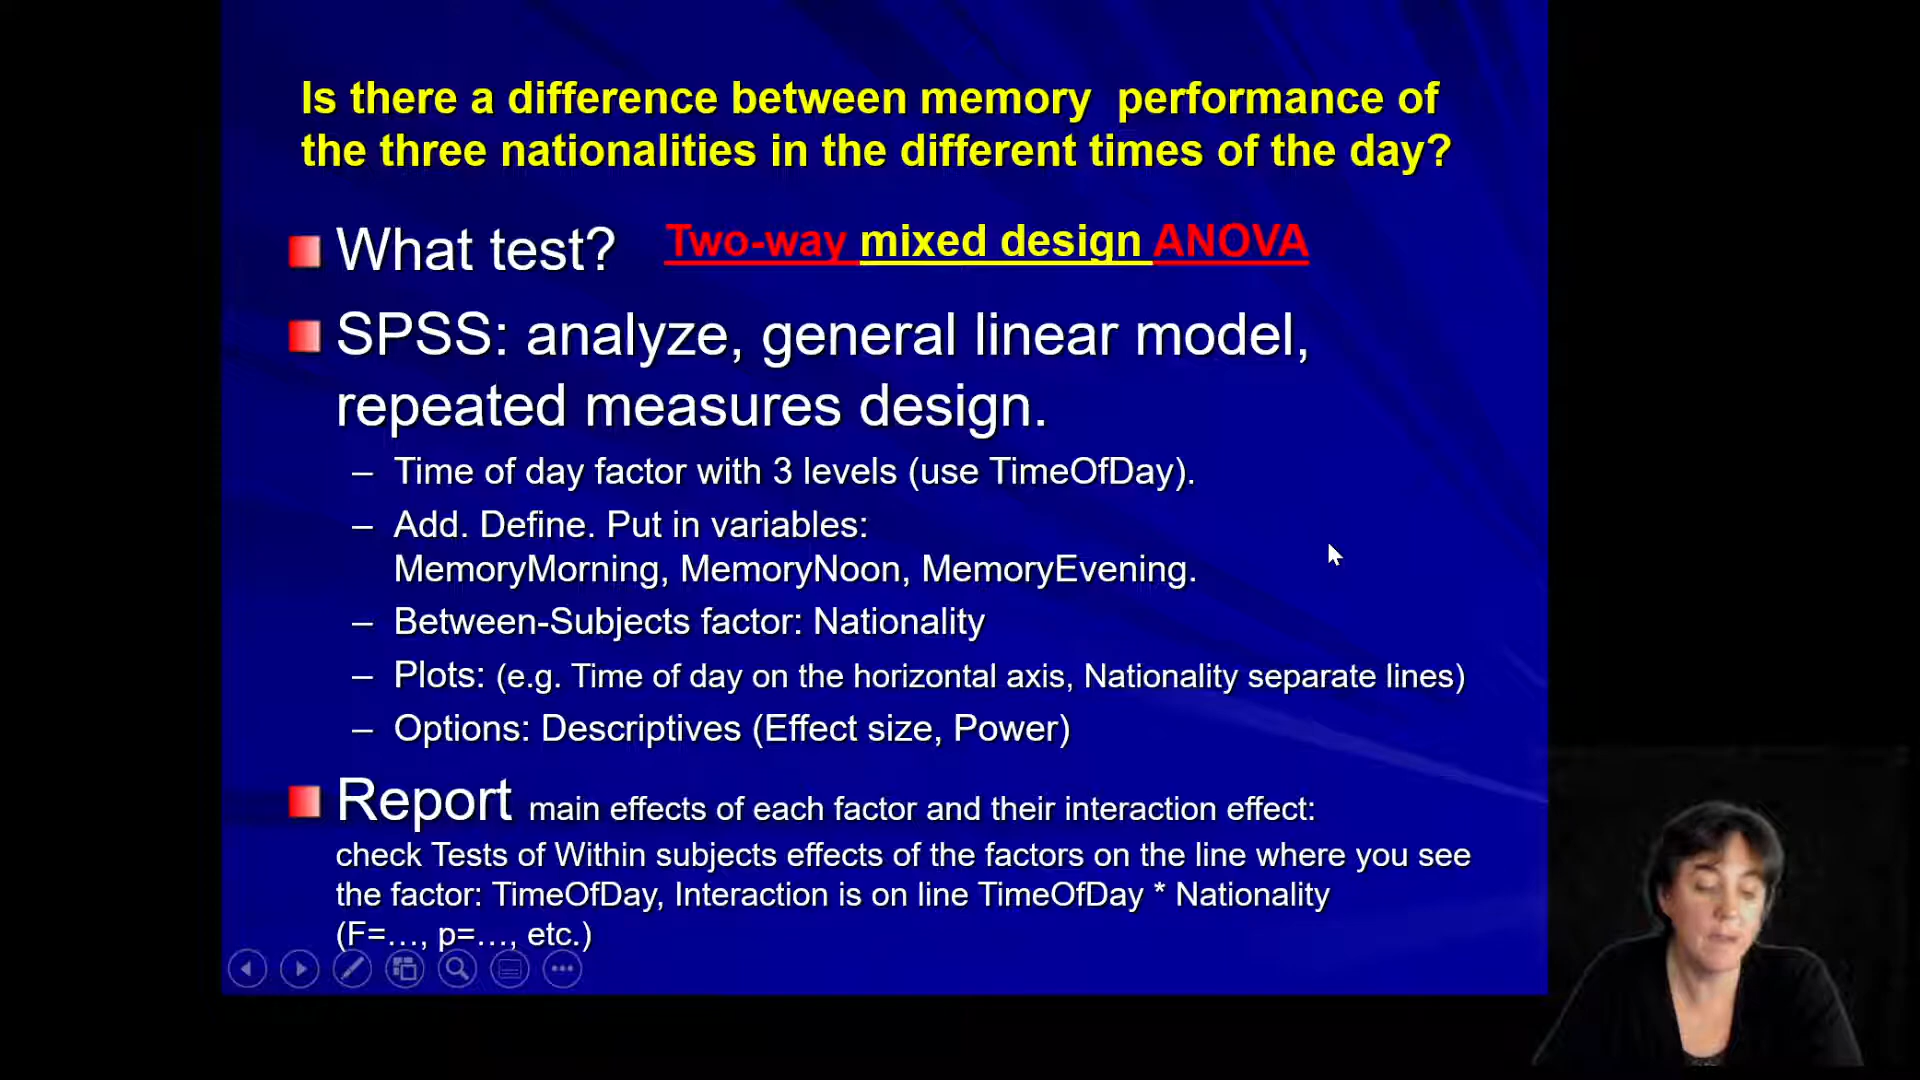 Is there a difference between memory performance of
the three nationalities in the different times of the day?
What test? Two-way mixed design ANOVA
SPSS: analyze, general linear model,
repeated measures design.
– Time of day factor with 3 levels (use TimeOfDay).
– Add. Define. Put in variables:
MemoryMorning, MemoryNoon, MemoryEvening.
– Between-Subjects factor: Nationality
– Plots: (e.g. Time of day on the horizontal axis, Nationality separate lines)
– Options: Descriptives (Effect size, Power)
Report main effects of each factor and their interaction effect:
check Tests of Within subjects effects of the factors on the line where you see
the factor: TimeOfDay, Interaction is on line TimeOfDay * Nationality
(F=…, p=…, etc.)